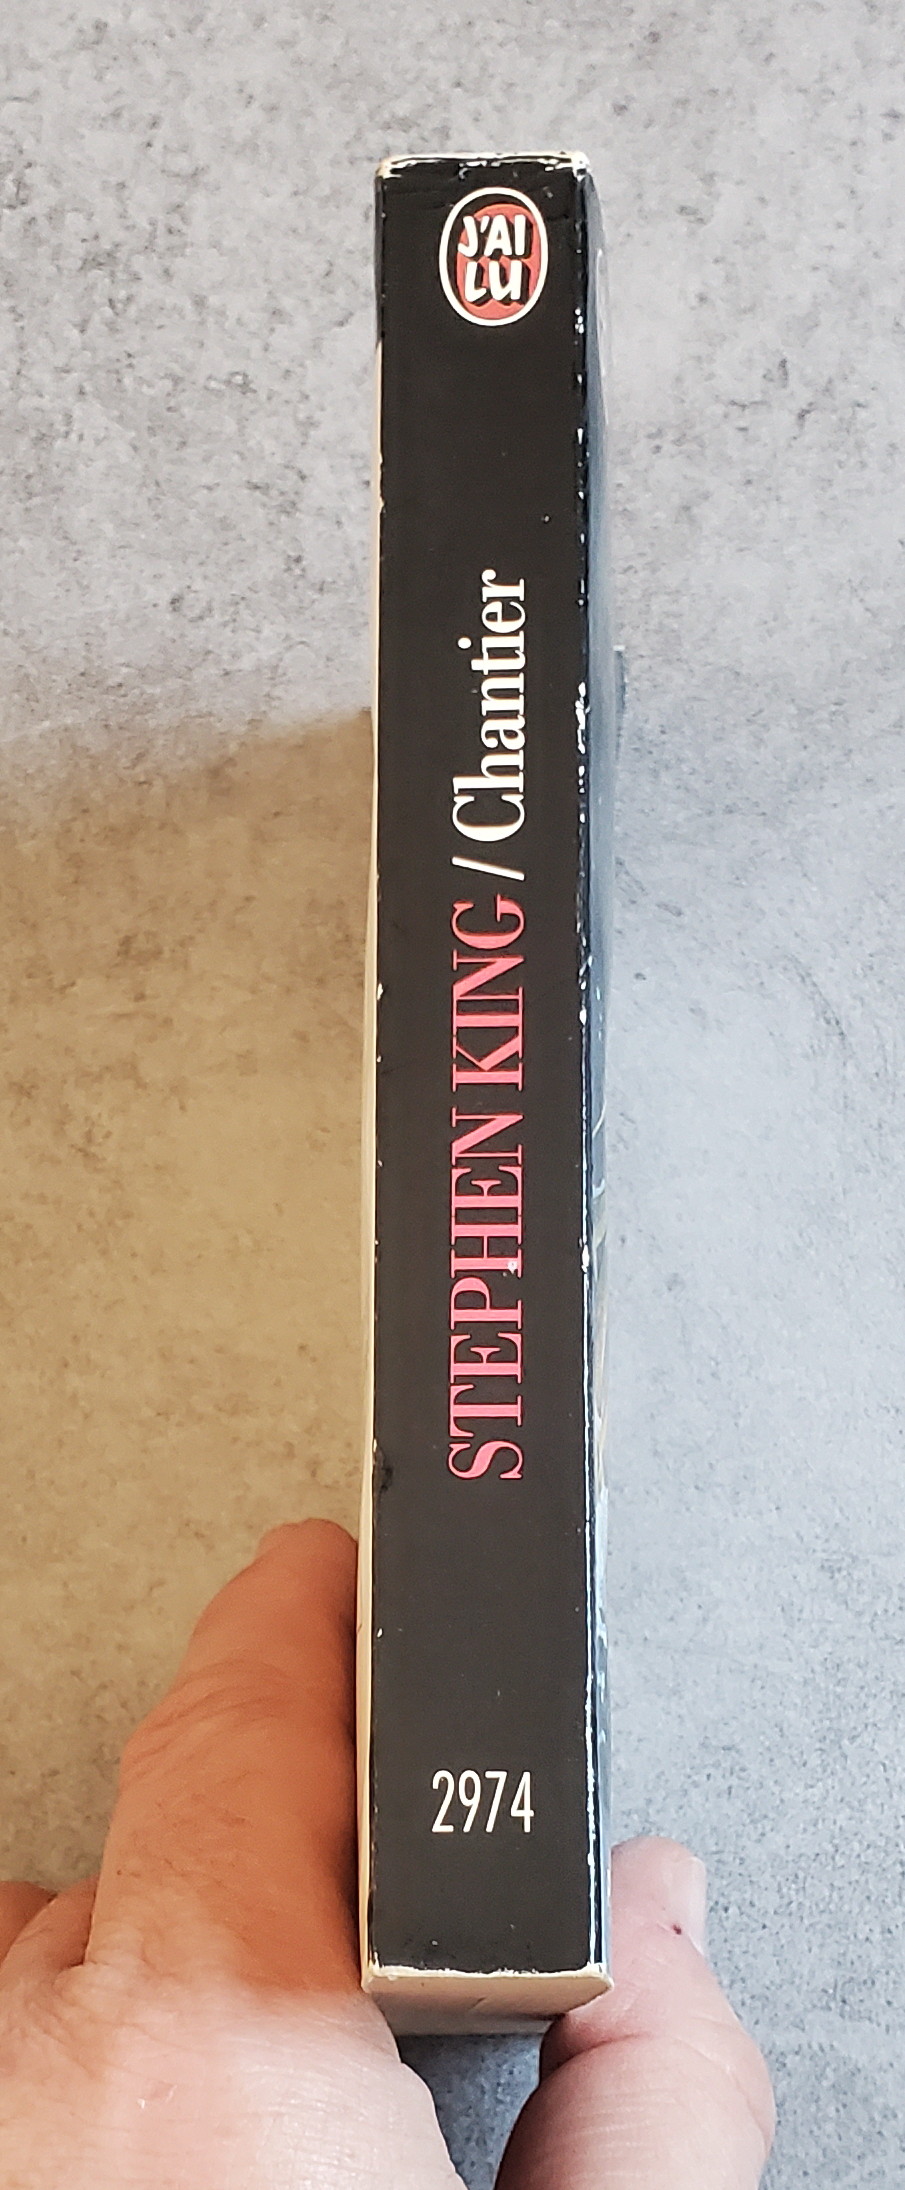 J'AI
LU
STEPHEN KING / Chantier
2974